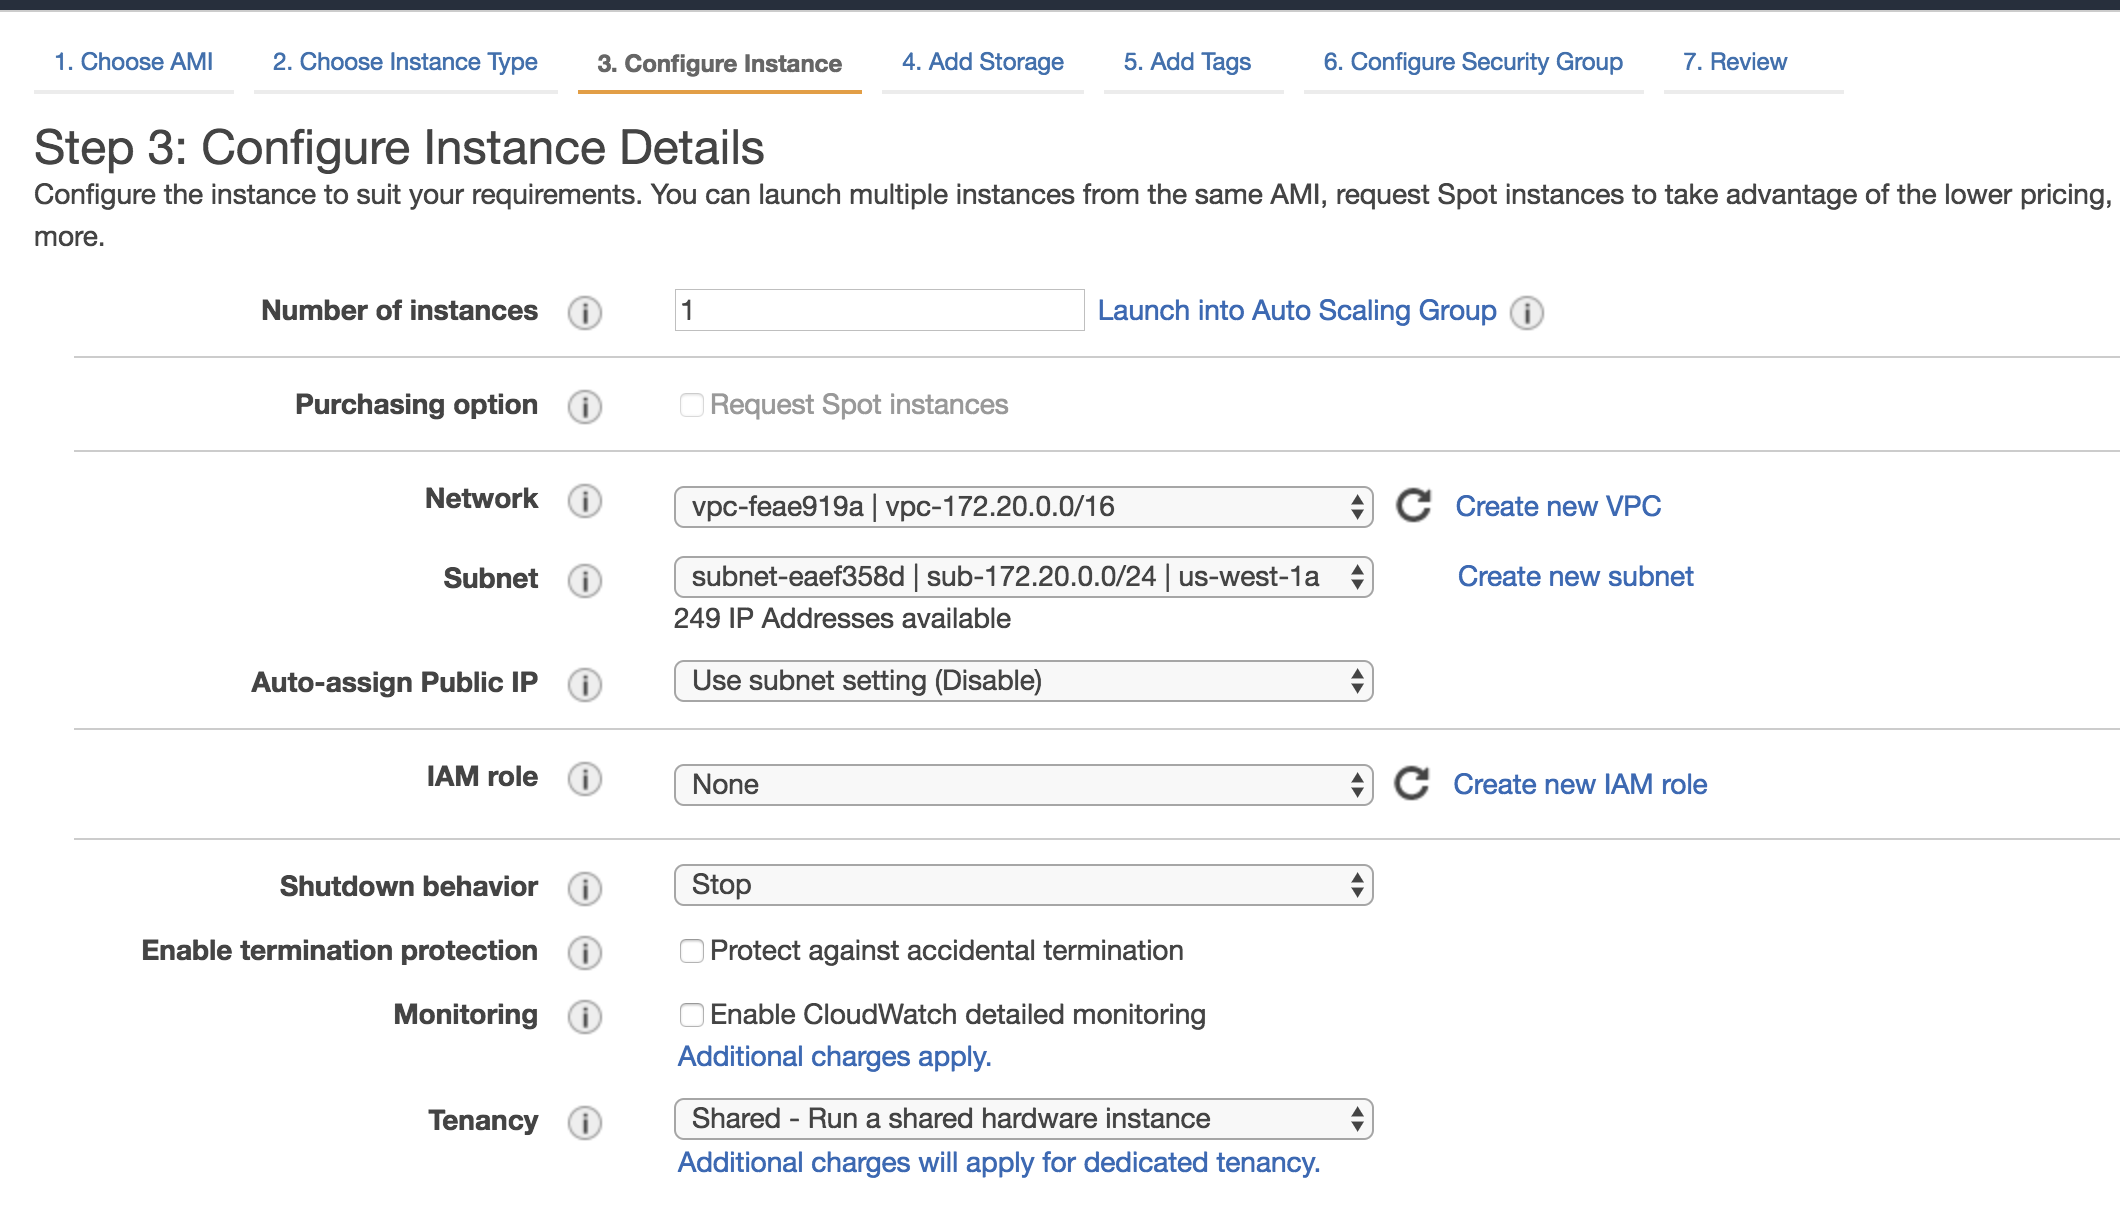 1. Choose AMI 2. Choose Instance Type 3. Configure Instance 4. Add Storage 5. Add Tags 6. Configure Security Group 7. Review
Step 3: Configure Instance Details
Configure the instance to suit your requirements. You can launch multiple instances from the same AMI, request Spot instances to take advantage of the lower pricing,
more.
Number of instances i 1 Launch into Auto Scaling Group i
Purchasing option i Request Spot instances
Network i vpc-feae919a | vpc-172.20.0.0/16 Create new VPC
Subnet i subnet-eaef358d | sub-172.20.0.0/24 | us-west-1a Create new subnet
249 IP Addresses available
Auto-assign Public IP i Use subnet setting (Disable)
IAM role i None Create new IAM role
Shutdown behavior i Stop
Enable termination protection i Protect against accidental termination
Monitoring i Enable CloudWatch detailed monitoring
Additional charges apply.
Tenancy i Shared - Run a shared hardware instance
Additional charges will apply for dedicated tenancy.